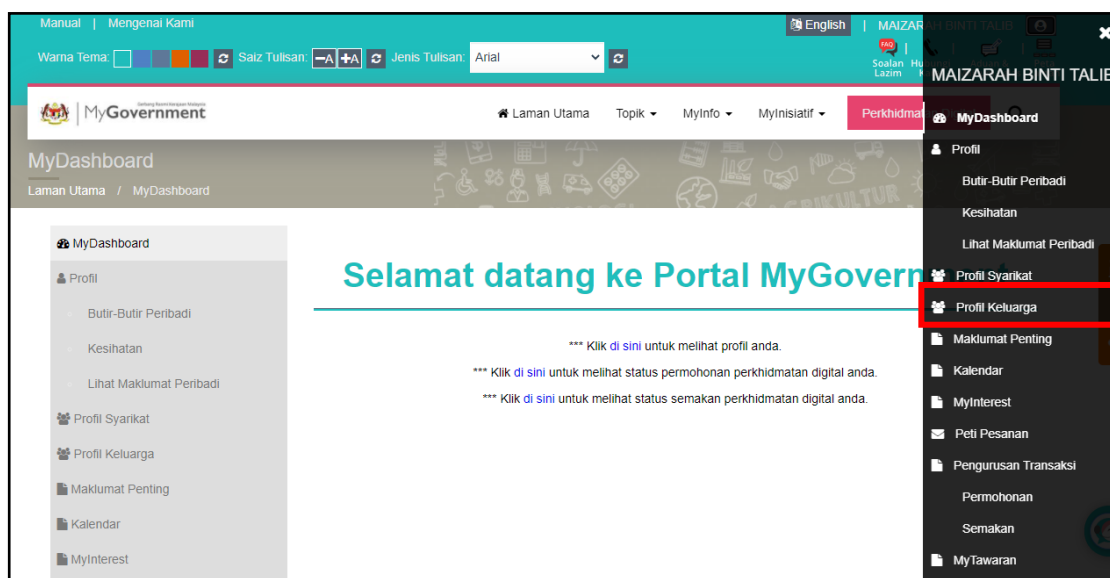 Manual | Mengenai Kami
English | MAIZARAH BINTI TALIB
Warna Tema: Saiz Tulisan: -A +A Jenis Tulisan: Arial
FAQ
Soalan
Lazim
MAIZARAH BINTI TALIB
MyGovernment
Laman Utama Topik MyInfo MyInisiatif
MyDashboard
Laman Utama / MyDashboard
MyDashboard
Profil
Butir-Butir Peribadi
Kesihatan
Lihat Maklumat Peribadi
Profil Syarikat
Profil Keluarga
Maklumat Penting
Kalendar
MyInterest
Selamat datang ke Portal MyGovern
*** Klik di sini untuk melihat profil anda.
*** Klik di sini untuk melihat status permohonan perkhidmatan digital anda.
*** Klik di sini untuk melihat status semakan perkhidmatan digital anda.
MyDashboard
Profil
Butir-Butir Peribadi
Kesihatan
Lihat Maklumat Peribadi
Profil Syarikat
Profil Keluarga
Maklumat Penting
Kalendar
MyInterest
Peti Pesanan
Pengurusan Transaksi
Permohonan
Semakan
MyTawaran